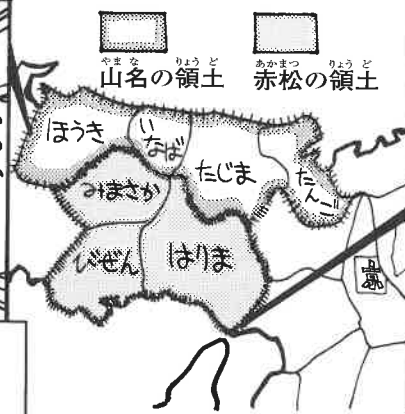 山名の領土 赤松の領土
やまな りょうど あかまつ りょうど
ほうき
いなば
たじま
たんご
みまさか
びぜん
はりま
京